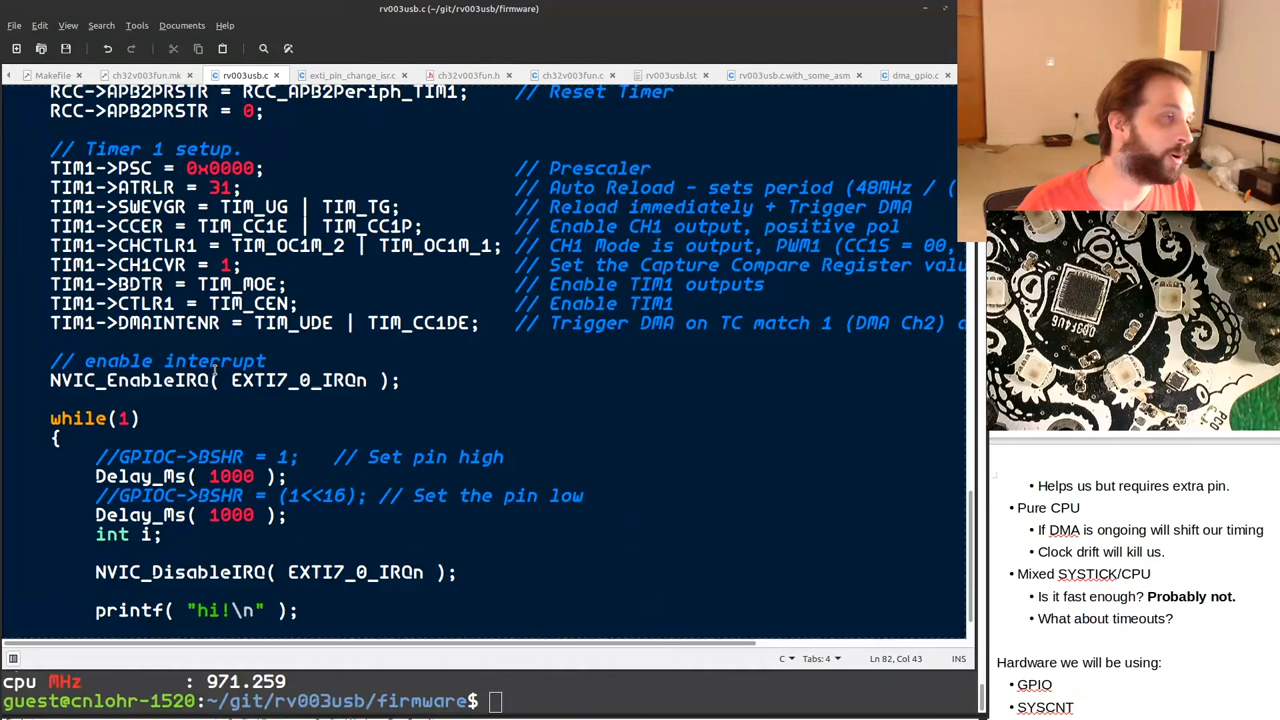 rv003usb.c (~/git/rv003usb/firmware)
File Edit View Search Tools Documents Help
Makefile × ch32v003fun.mk × rv003usb.c × exti_pin_change_isr.c × ch32v003fun.h × ch32v003fun.c × rv003usb.lst × rv003usb.c.with_some_asm × dma_gpio.c ×
RCC->APB2PRSTR = RCC_APB2Periph_TIM1; // Reset Timer
RCC->APB2PRSTR = 0;
// Timer 1 setup.
TIM1->PSC = 0x0000; // Prescaler
TIM1->ATRLR = 31; // Auto Reload - sets period (48MHz / (
TIM1->SWEVGR = TIM_UG | TIM_TG; // Reload immediately + Trigger DMA
TIM1->CCER = TIM_CC1E | TIM_CC1P; // Enable CH1 output, positive pol
TIM1->CHCTLR1 = TIM_OC1M_2 | TIM_OC1M_1; // CH1 Mode is output, PWM1 (CC1S = 00,
TIM1->CH1CVR = 1; // Set the Capture Compare Register valu
TIM1->BDTR = TIM_MOE; // Enable TIM1 outputs
TIM1->CTLR1 = TIM_CEN; // Enable TIM1
TIM1->DMAINTENR = TIM_UDE | TIM_CC1DE; // Trigger DMA on TC match 1 (DMA Ch2) a
// enable interrupt
NVIC_EnableIRQ( EXTI7_0_IRQn );
while(1)
{
//GPIOC->BSHR = 1; // Set pin high
Delay_Ms( 1000 );
//GPIOC->BSHR = (1<<16); // Set the pin low
Delay_Ms( 1000 );
int i;
NVIC_DisableIRQ( EXTI7_0_IRQn );
printf( "hi!\n" );
C Tabs: 4 Ln 82, Col 43 INS
cpu MHz : 971.259
guest@cnlohr-1520:~/git/rv003usb/firmware$
• Helps us but requires extra pin.
• Pure CPU
• If DMA is ongoing will shift our timing
• Clock drift will kill us.
• Mixed SYSTICK/CPU
• Is it fast enough? Probably not.
• What about timeouts?
Hardware we will be using:
• GPIO
• SYSCNT